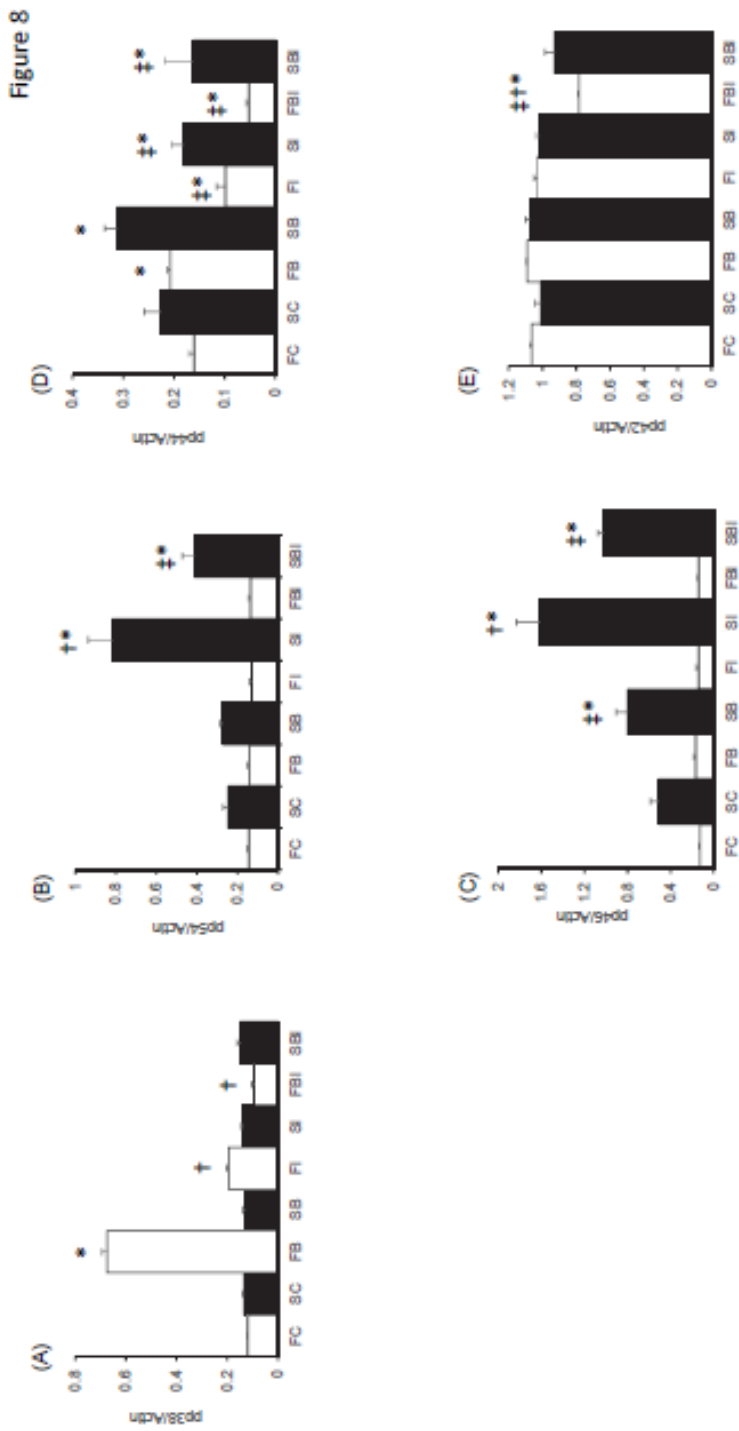 Figure 8
(A)
pp38/Actin
0.8
0.6
0.4
0.2
0
* † †
FC SC FB SB FI SI FBI SBI
(B)
pp54/Actin
1
0.8
0.6
0.4
0.2
0
†* ‡*
FC SC FB SB FI SI FBI SBI
(D)
pp44/Actin
0.4
0.3
0.2
0.1
0
* * ‡* ‡* ‡* ‡*
FC SC FB SB FI SI FBI SBI
(C)
pp46/Actin
2
1.6
1.2
0.8
0.4
0
‡* †* ‡*
FC SC FB SB FI SI FBI SBI
(E)
pp42/Actin
1.2
1
0.8
0.6
0.4
0.2
0
‡†*
FC SC FB SB FI SI FBI SBI